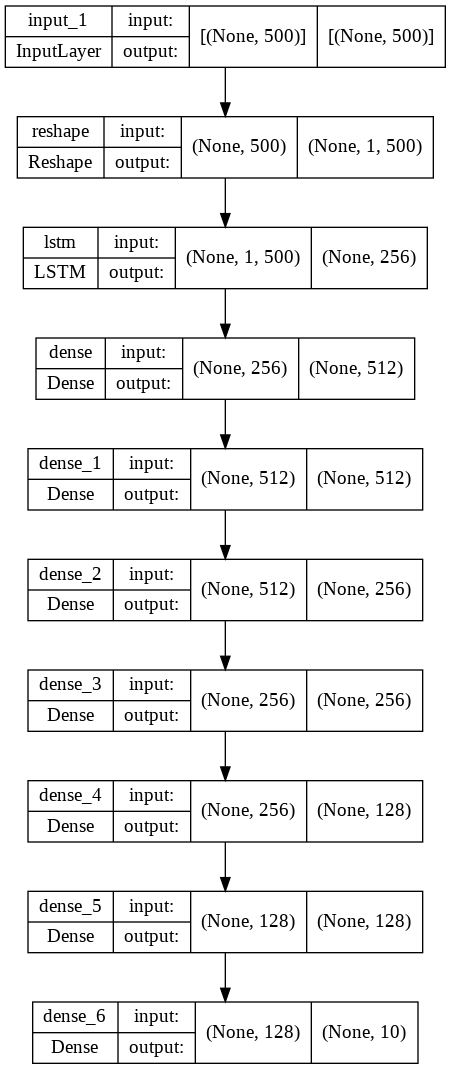 input_1 input: [(None, 500)] [(None, 500)]
InputLayer output:
reshape input: (None, 500) (None, 1, 500)
Reshape output:
lstm input: (None, 1, 500) (None, 256)
LSTM output:
dense input: (None, 256) (None, 512)
Dense output:
dense_1 input: (None, 512) (None, 512)
Dense output:
dense_2 input: (None, 512) (None, 256)
Dense output:
dense_3 input: (None, 256) (None, 256)
Dense output:
dense_4 input: (None, 256) (None, 128)
Dense output:
dense_5 input: (None, 128) (None, 128)
Dense output:
dense_6 input: (None, 128) (None, 10)
Dense output: